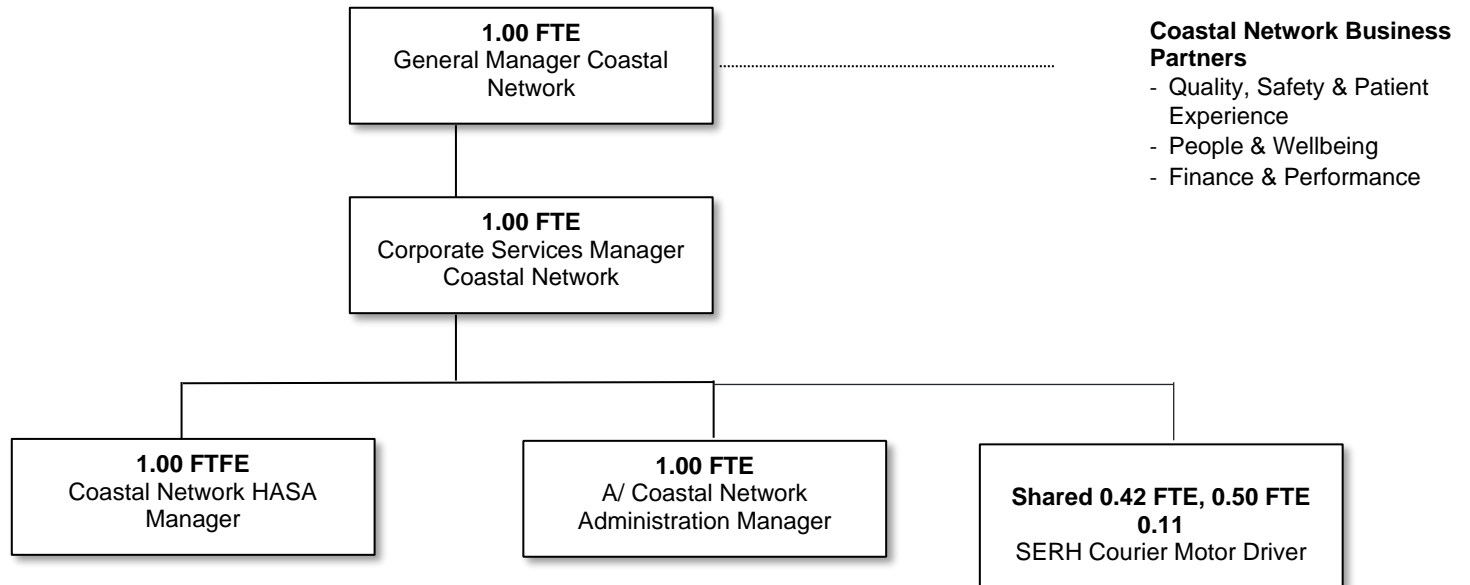 1.00 FTE
General Manager Coastal
Network
Coastal Network Business
Partners
- Quality, Safety & Patient
Experience
- People & Wellbeing
- Finance & Performance
1.00 FTE
Corporate Services Manager
Coastal Network
1.00 FTFE
Coastal Network HASA
Manager
1.00 FTE
A/ Coastal Network
Administration Manager
Shared 0.42 FTE, 0.50 FTE
0.11
SERH Courier Motor Driver